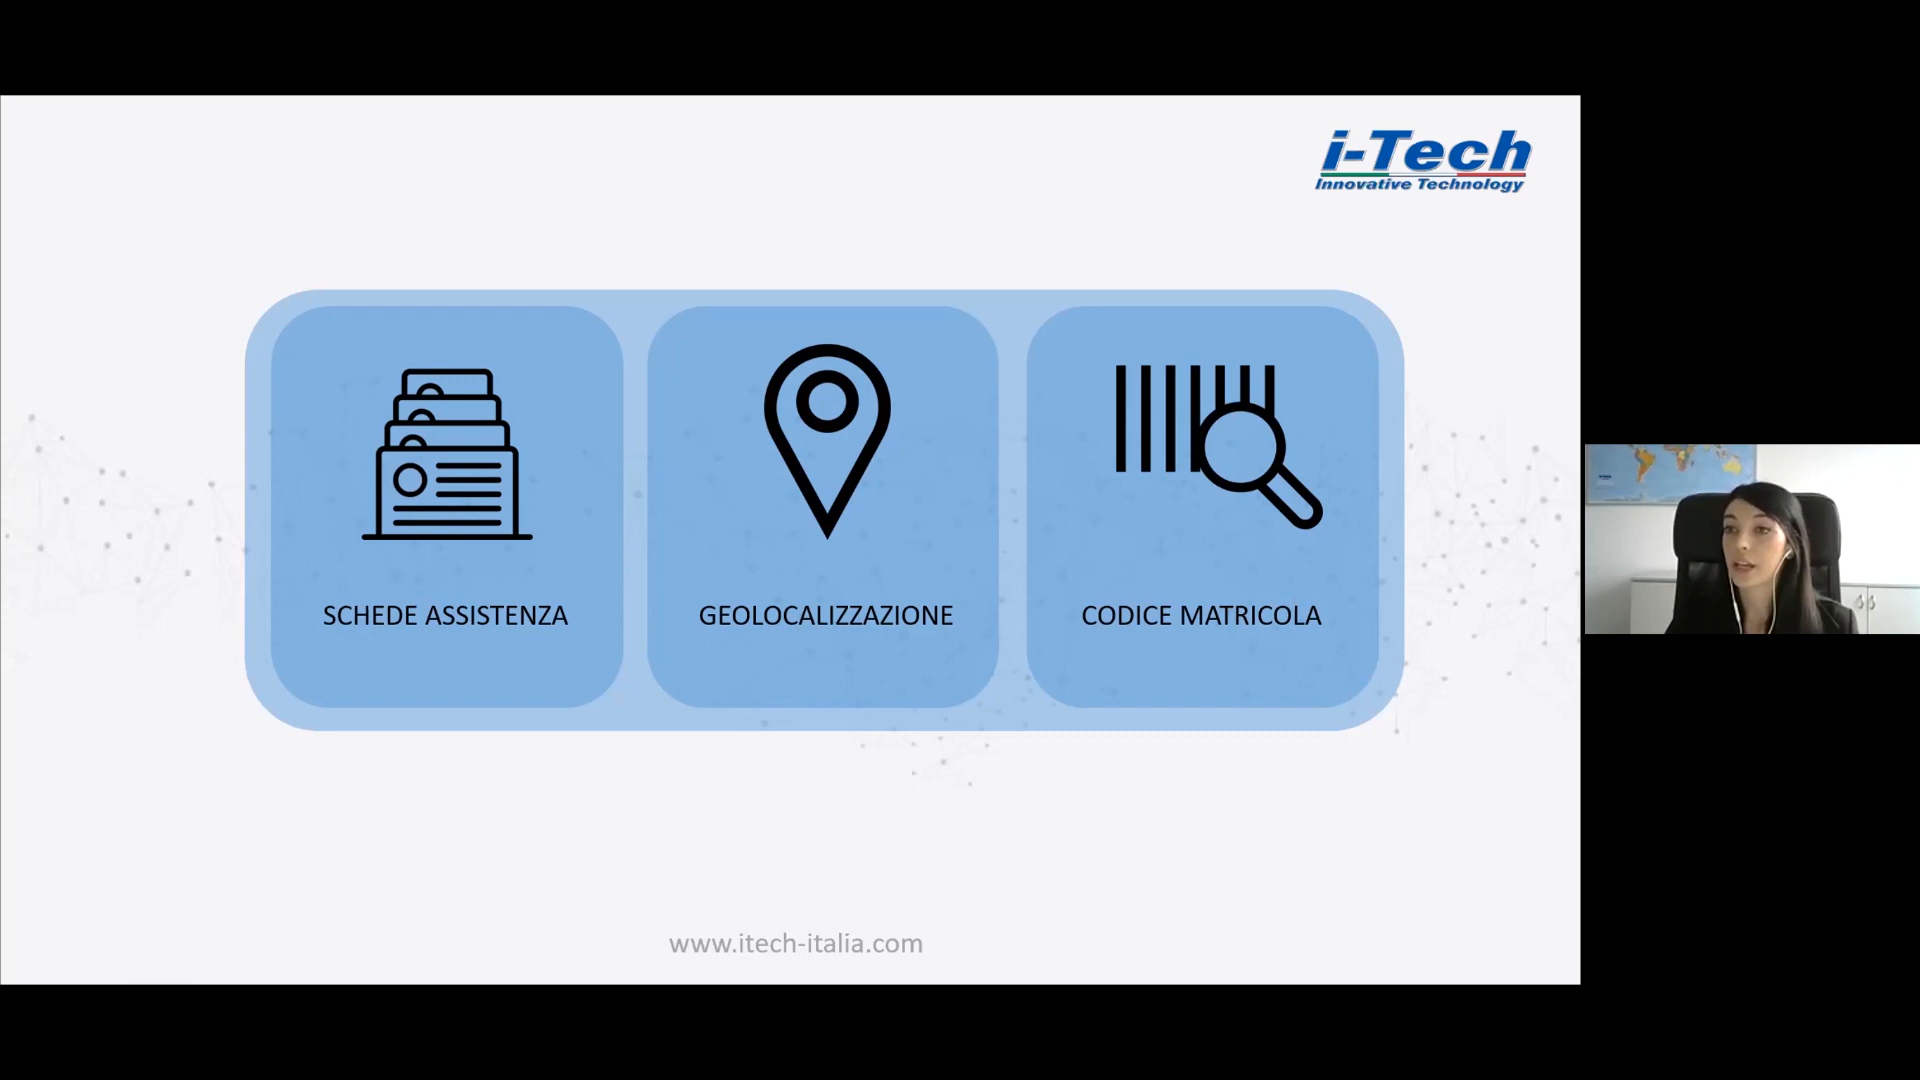 i-Tech
Innovative Technology
SCHEDE ASSISTENZA
GEOLOCALIZZAZIONE
CODICE MATRICOLA
www.itech-italia.com